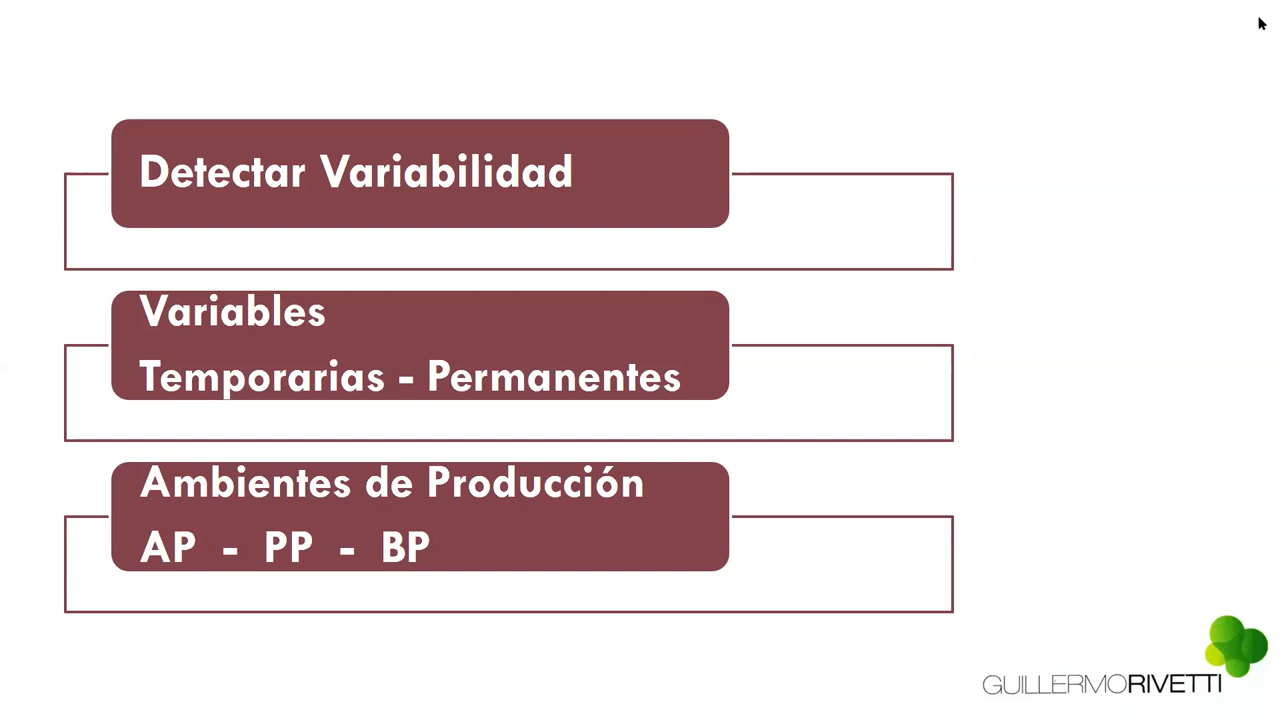 Detectar Variabilidad
Variables
Temporarias - Permanentes
Ambientes de Producción
AP - PP - BP
GUILLERMORIVETTI